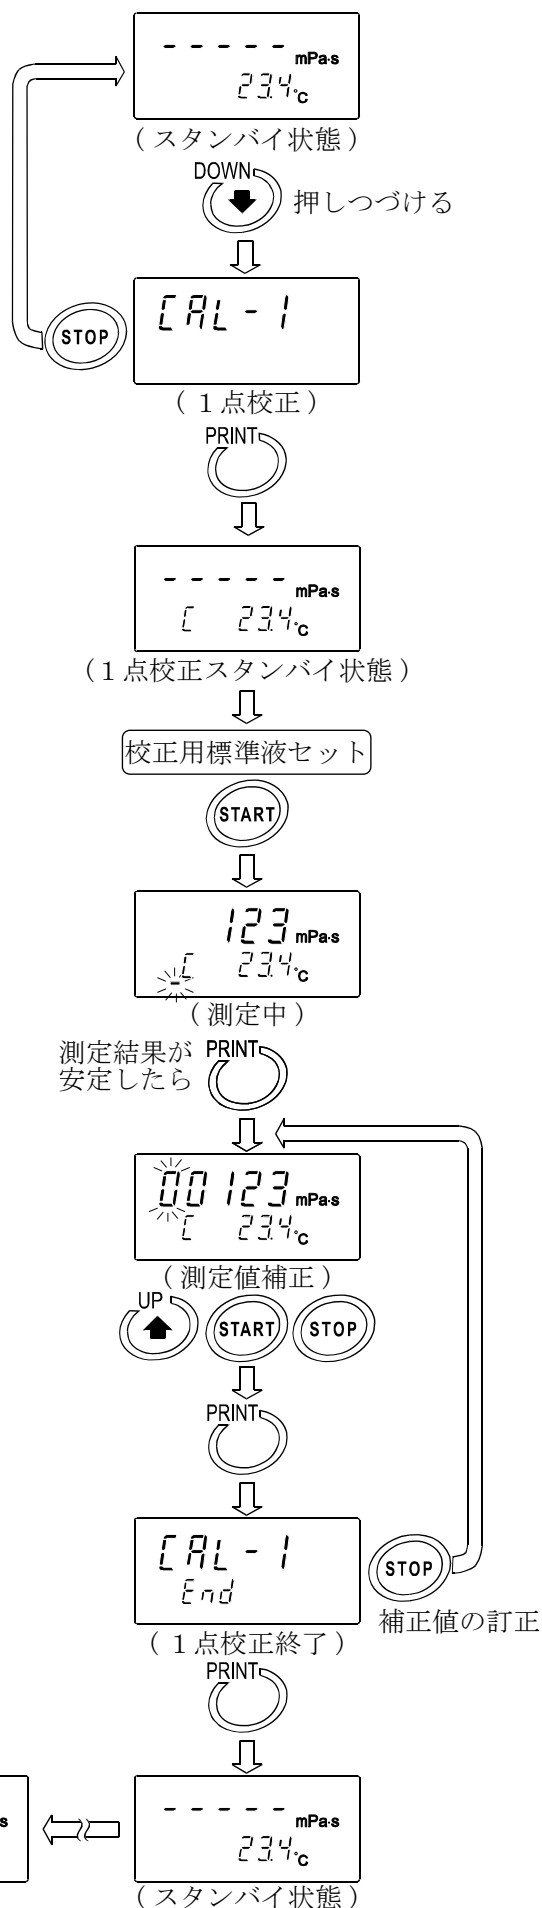 - - - - - mPa·s
23.4°C
（スタンバイ状態）
DOWN
押しつづける
CAL-1
STOP
（１点校正）
PRINT
- - - - - mPa·s
C 23.4°C
（１点校正スタンバイ状態）
校正用標準液セット
START
123 mPa·s
- C 23.4°C
（測定中）
測定結果が
安定したら
PRINT
00123 mPa·s
C 23.4°C
（測定値補正）
UP
START
STOP
PRINT
CAL-1
End
STOP
補正値の訂正
（１点校正終了）
PRINT
s
- - - - - mPa·s
23.4°C
（スタンバイ状態）